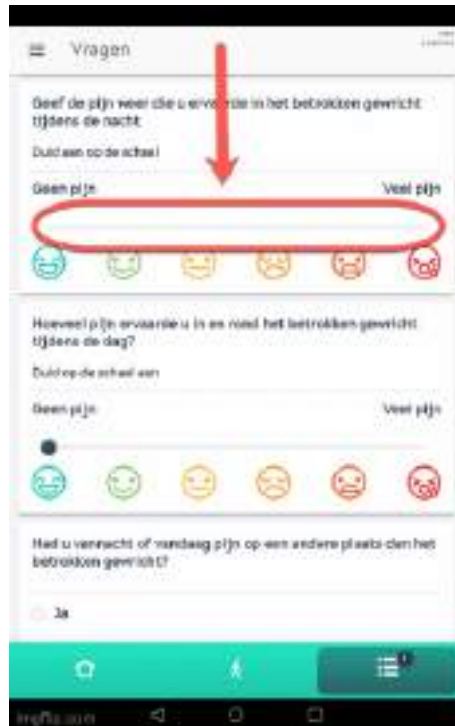 Vragen
Geef de pijn weer die u ervaarde in het betrokken gewricht
tijdens de nacht
Duid aan op de schaal
Geen pijn Veel pijn
Hoeveel pijn ervaarde u in en rond het betrokken gewricht
tijdens de dag?
Duid op de schaal aan
Geen pijn Veel pijn
Had u vannacht of vandaag pijn op een andere plaats dan het
betrokken gewricht?
Ja
imgflip.com